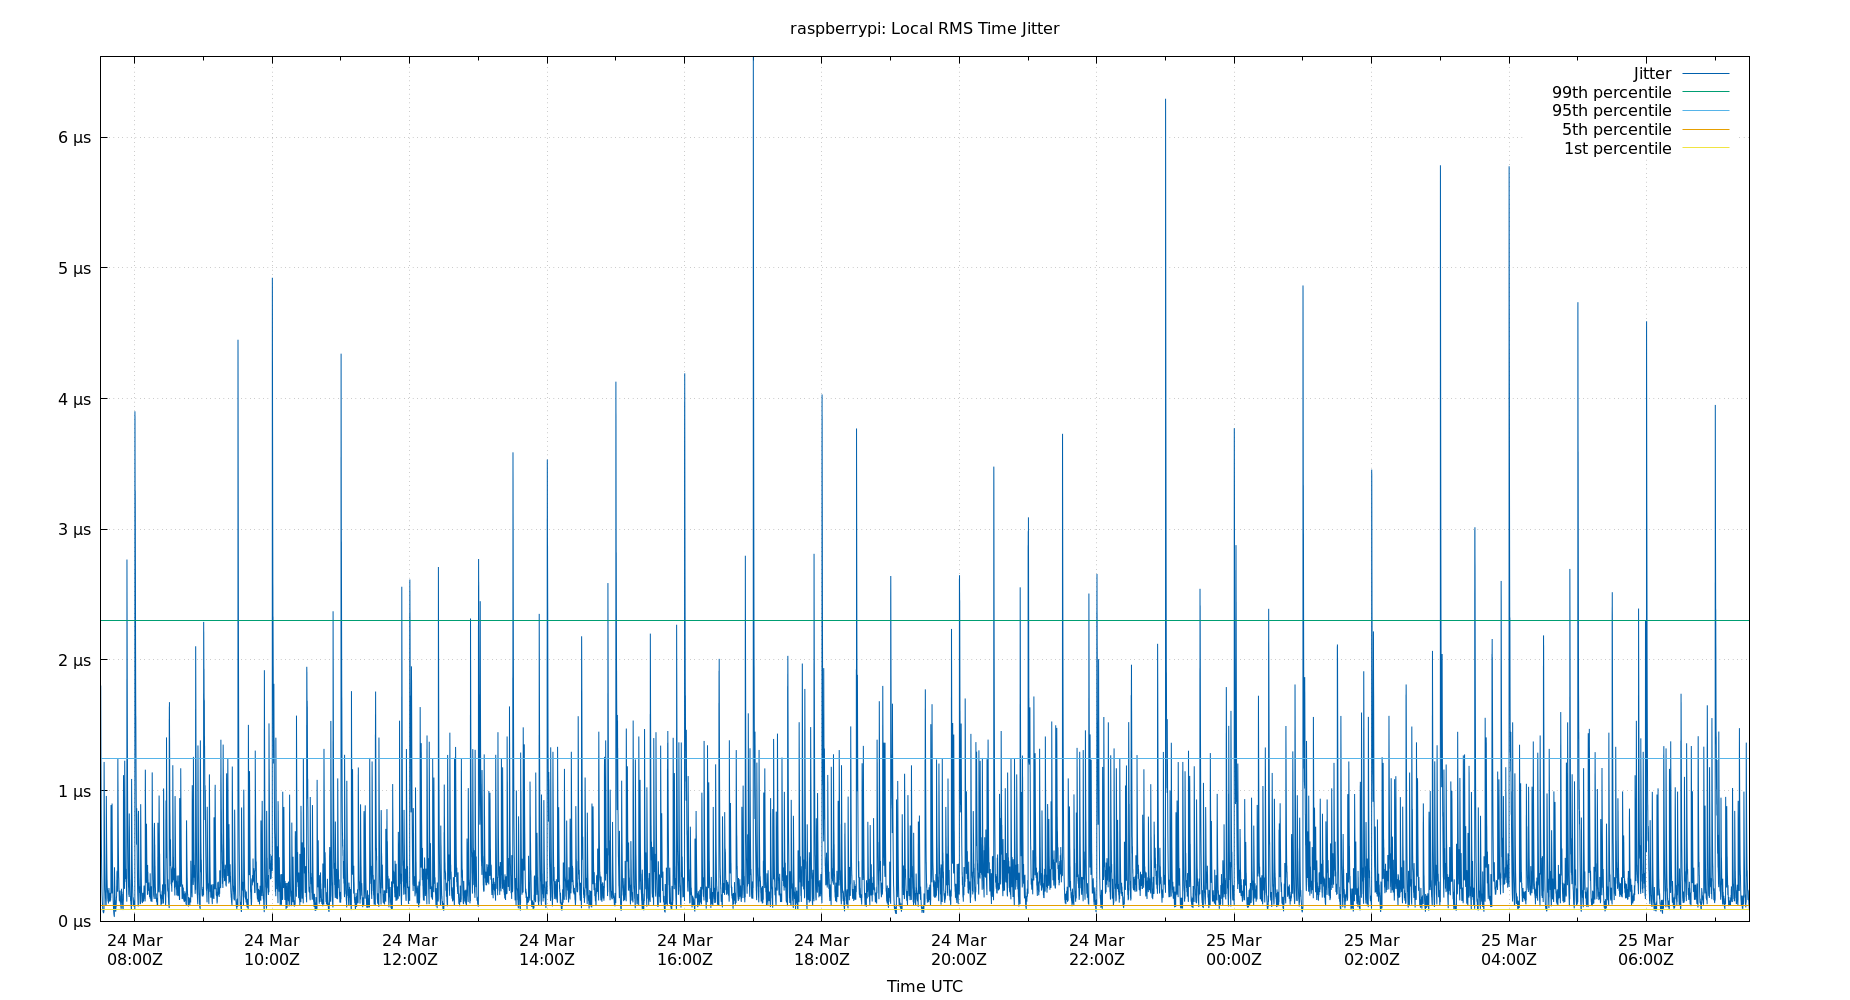 raspberrypi: Local RMS Time Jitter
Jitter
99th percentile
95th percentile
5th percentile
1st percentile
6 µs
5 µs
4 µs
3 µs
2 µs
1 µs
0 µs
24 Mar 24 Mar 24 Mar 24 Mar 24 Mar 24 Mar 24 Mar 24 Mar 25 Mar 25 Mar 25 Mar 25 Mar
08:00Z 10:00Z 12:00Z 14:00Z 16:00Z 18:00Z 20:00Z 22:00Z 00:00Z 02:00Z 04:00Z 06:00Z
Time UTC